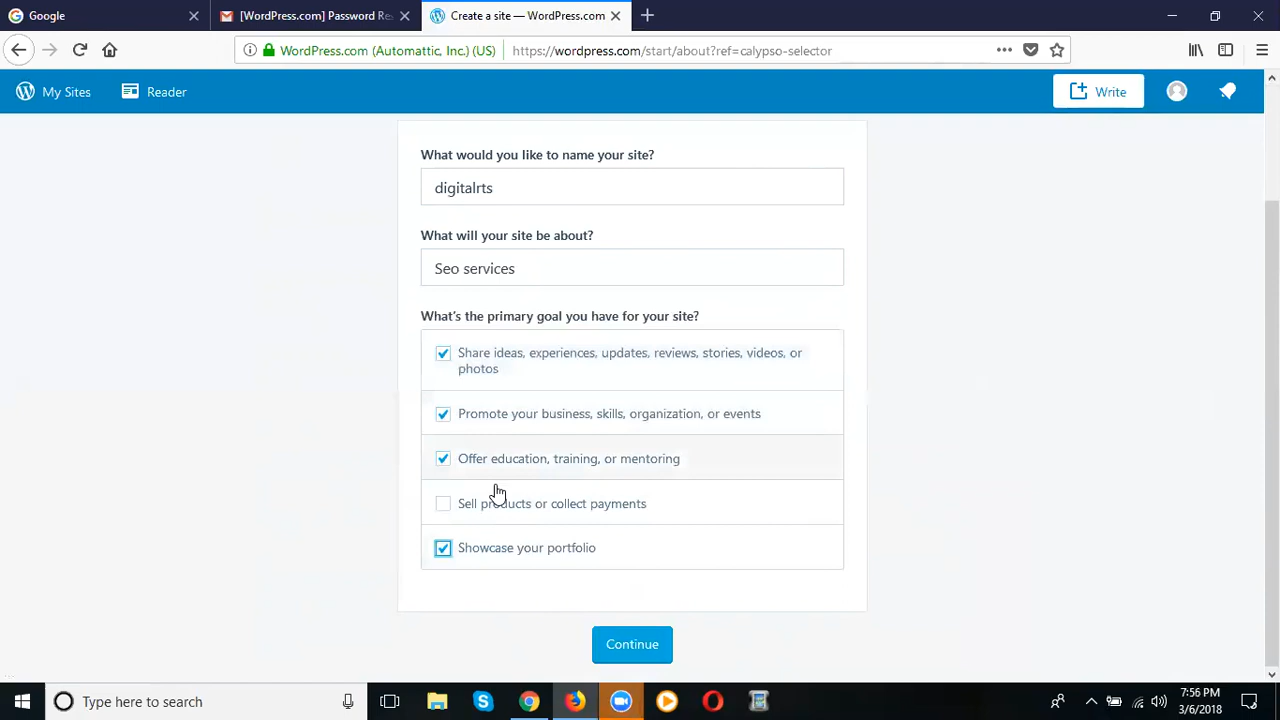 Google
[WordPress.com] Password Re
Create a site — WordPress.com
WordPress.com (Automattic, Inc.) (US)
https://wordpress.com/start/about?ref=calypso-selector
My Sites
Reader
Write
What would you like to name your site?
digitalrts
What will your site be about?
Seo services
What's the primary goal you have for your site?
Share ideas, experiences, updates, reviews, stories, videos, or
photos
Promote your business, skills, organization, or events
Offer education, training, or mentoring
Sell products or collect payments
Showcase your portfolio
Continue
Type here to search
7:56 PM
3/6/2018